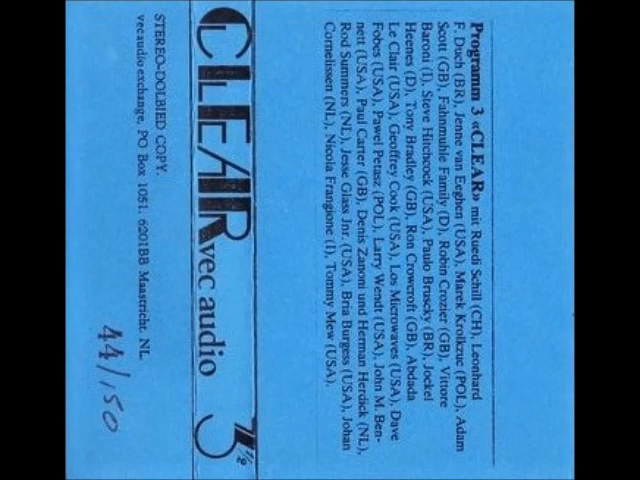 Programm 3 «CLEAR» mit Ruedi Schill (CH), Leonhard
F. Duch (BR), Jenne van Eeghen (USA), Marek Krolkzuc (POL), Adam
Scott (GB), Fahnmuhle Family (D), Robin Crozier (GB), Vittore
Baroni (I), Steve Hitchcock (USA), Paulo Bruscky (BR), Jockel
Heenes (D), Tony Bradley (GB), Ron Crowcroft (GB), Abdada
Le Clair (USA), Geoffrey Cook (USA), Los Microwaves (USA), Dave
Fobes (USA), Pawel Petasz (POL), Larry Wendt (USA), John M. Ben-
nett (USA), Paul Carter (GB), Denis Zanoni und Herman Herdick (NL),
Rod Summers (NL), Jesse Glass Jnr. (USA), Bria Burgess (USA), Johan
Cornelissen (NL), Nicola Frangione (I), Tommy Mew (USA).
CLEAR vec audio 3 1/8
STEREO-DOLBIED COPY.
vecaudio exchange, PO Box 1051. 6201BB Maastricht. NL.
44/150